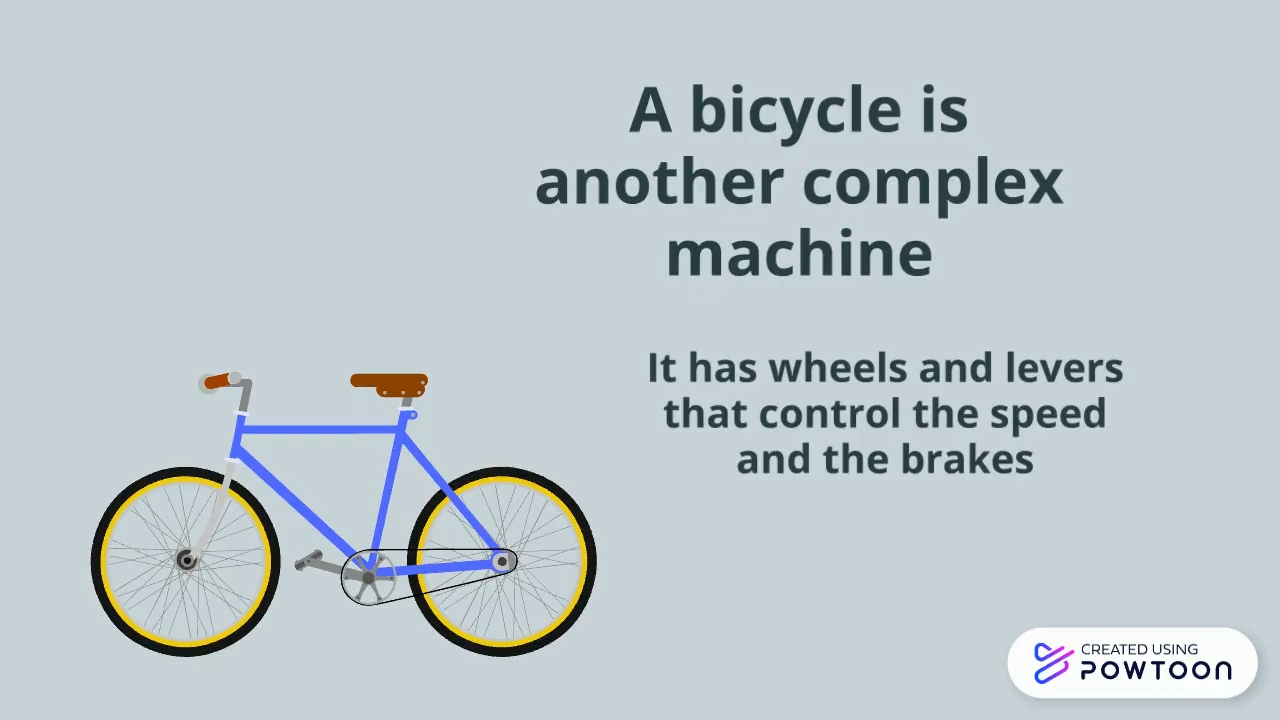 A bicycle is
another complex
machine
It has wheels and levers
that control the speed
and the brakes
CREATED USING
POWTOON